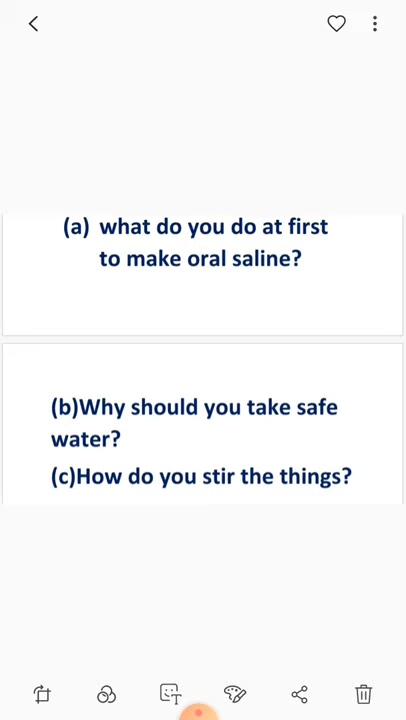 (a) what do you do at first
to make oral saline?
(b)Why should you take safe
water?
(c)How do you stir the things?